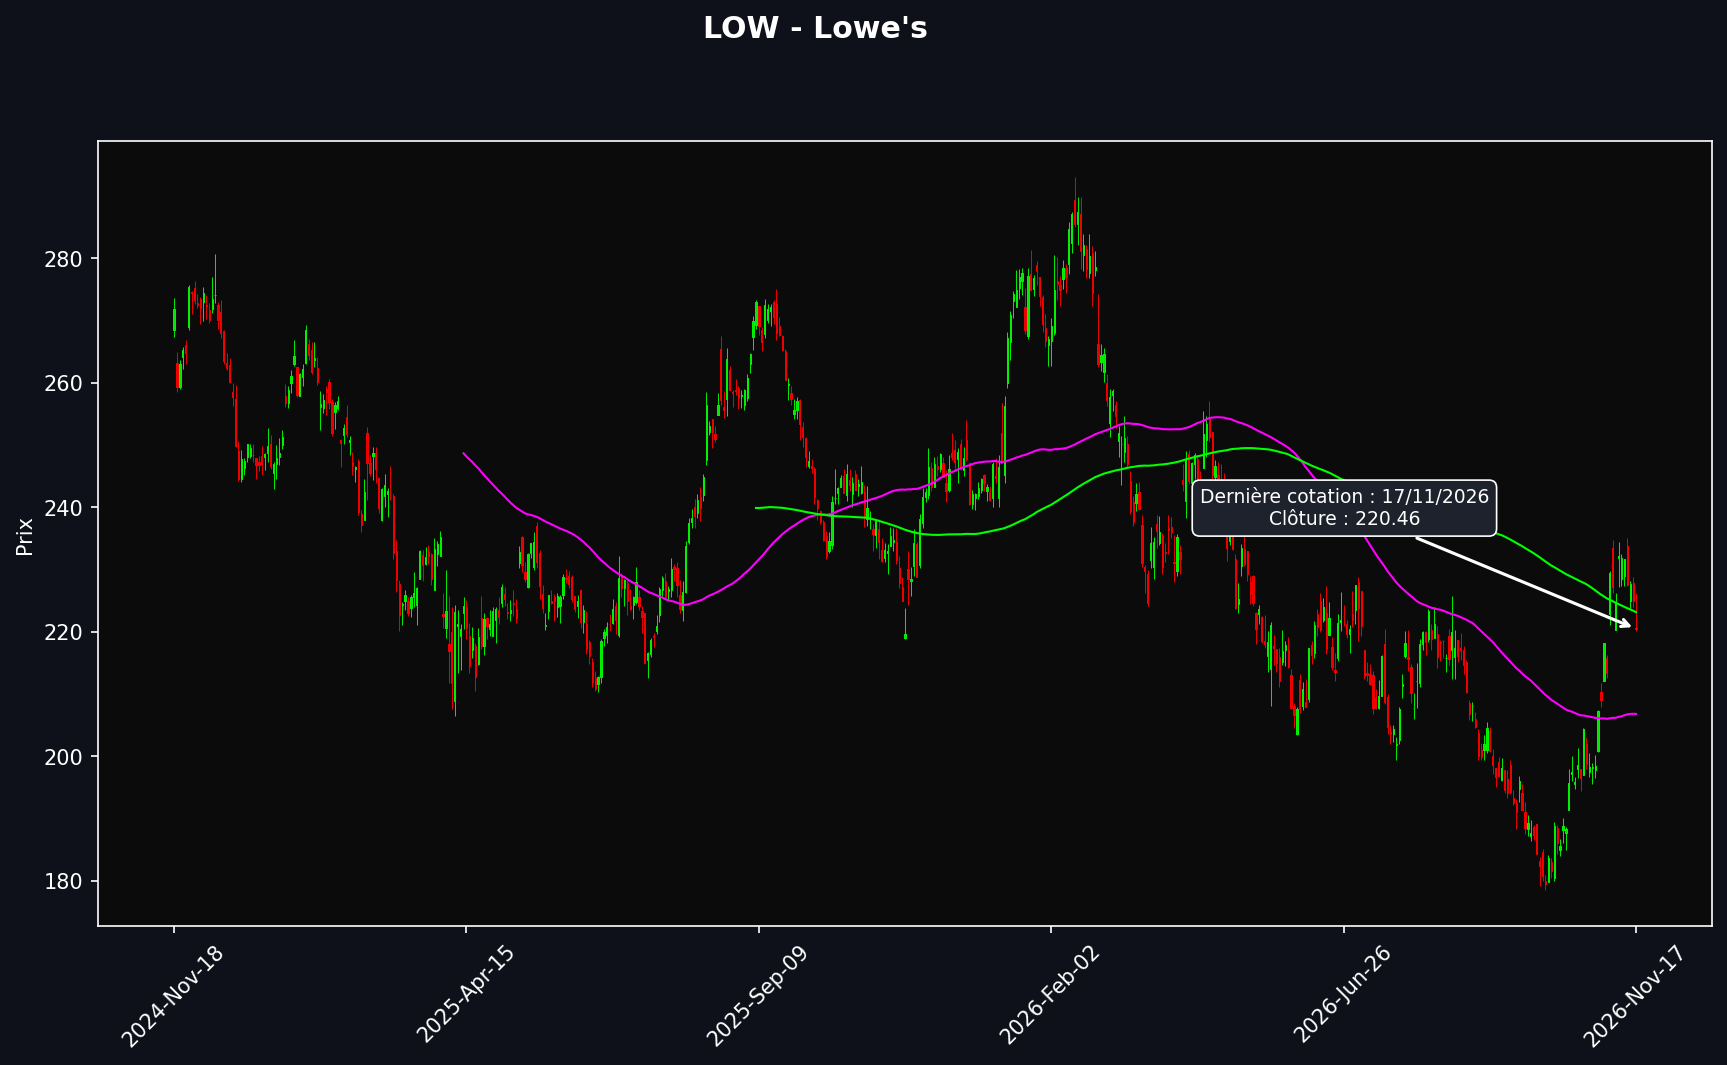 LOW - Lowe's
Prix
280
260
240
220
200
180
Dernière cotation : 17/11/2026
Clôture : 220.46
2024-Nov-18
2025-Apr-15
2025-Sep-09
2026-Feb-02
2026-Jun-26
2026-Nov-17